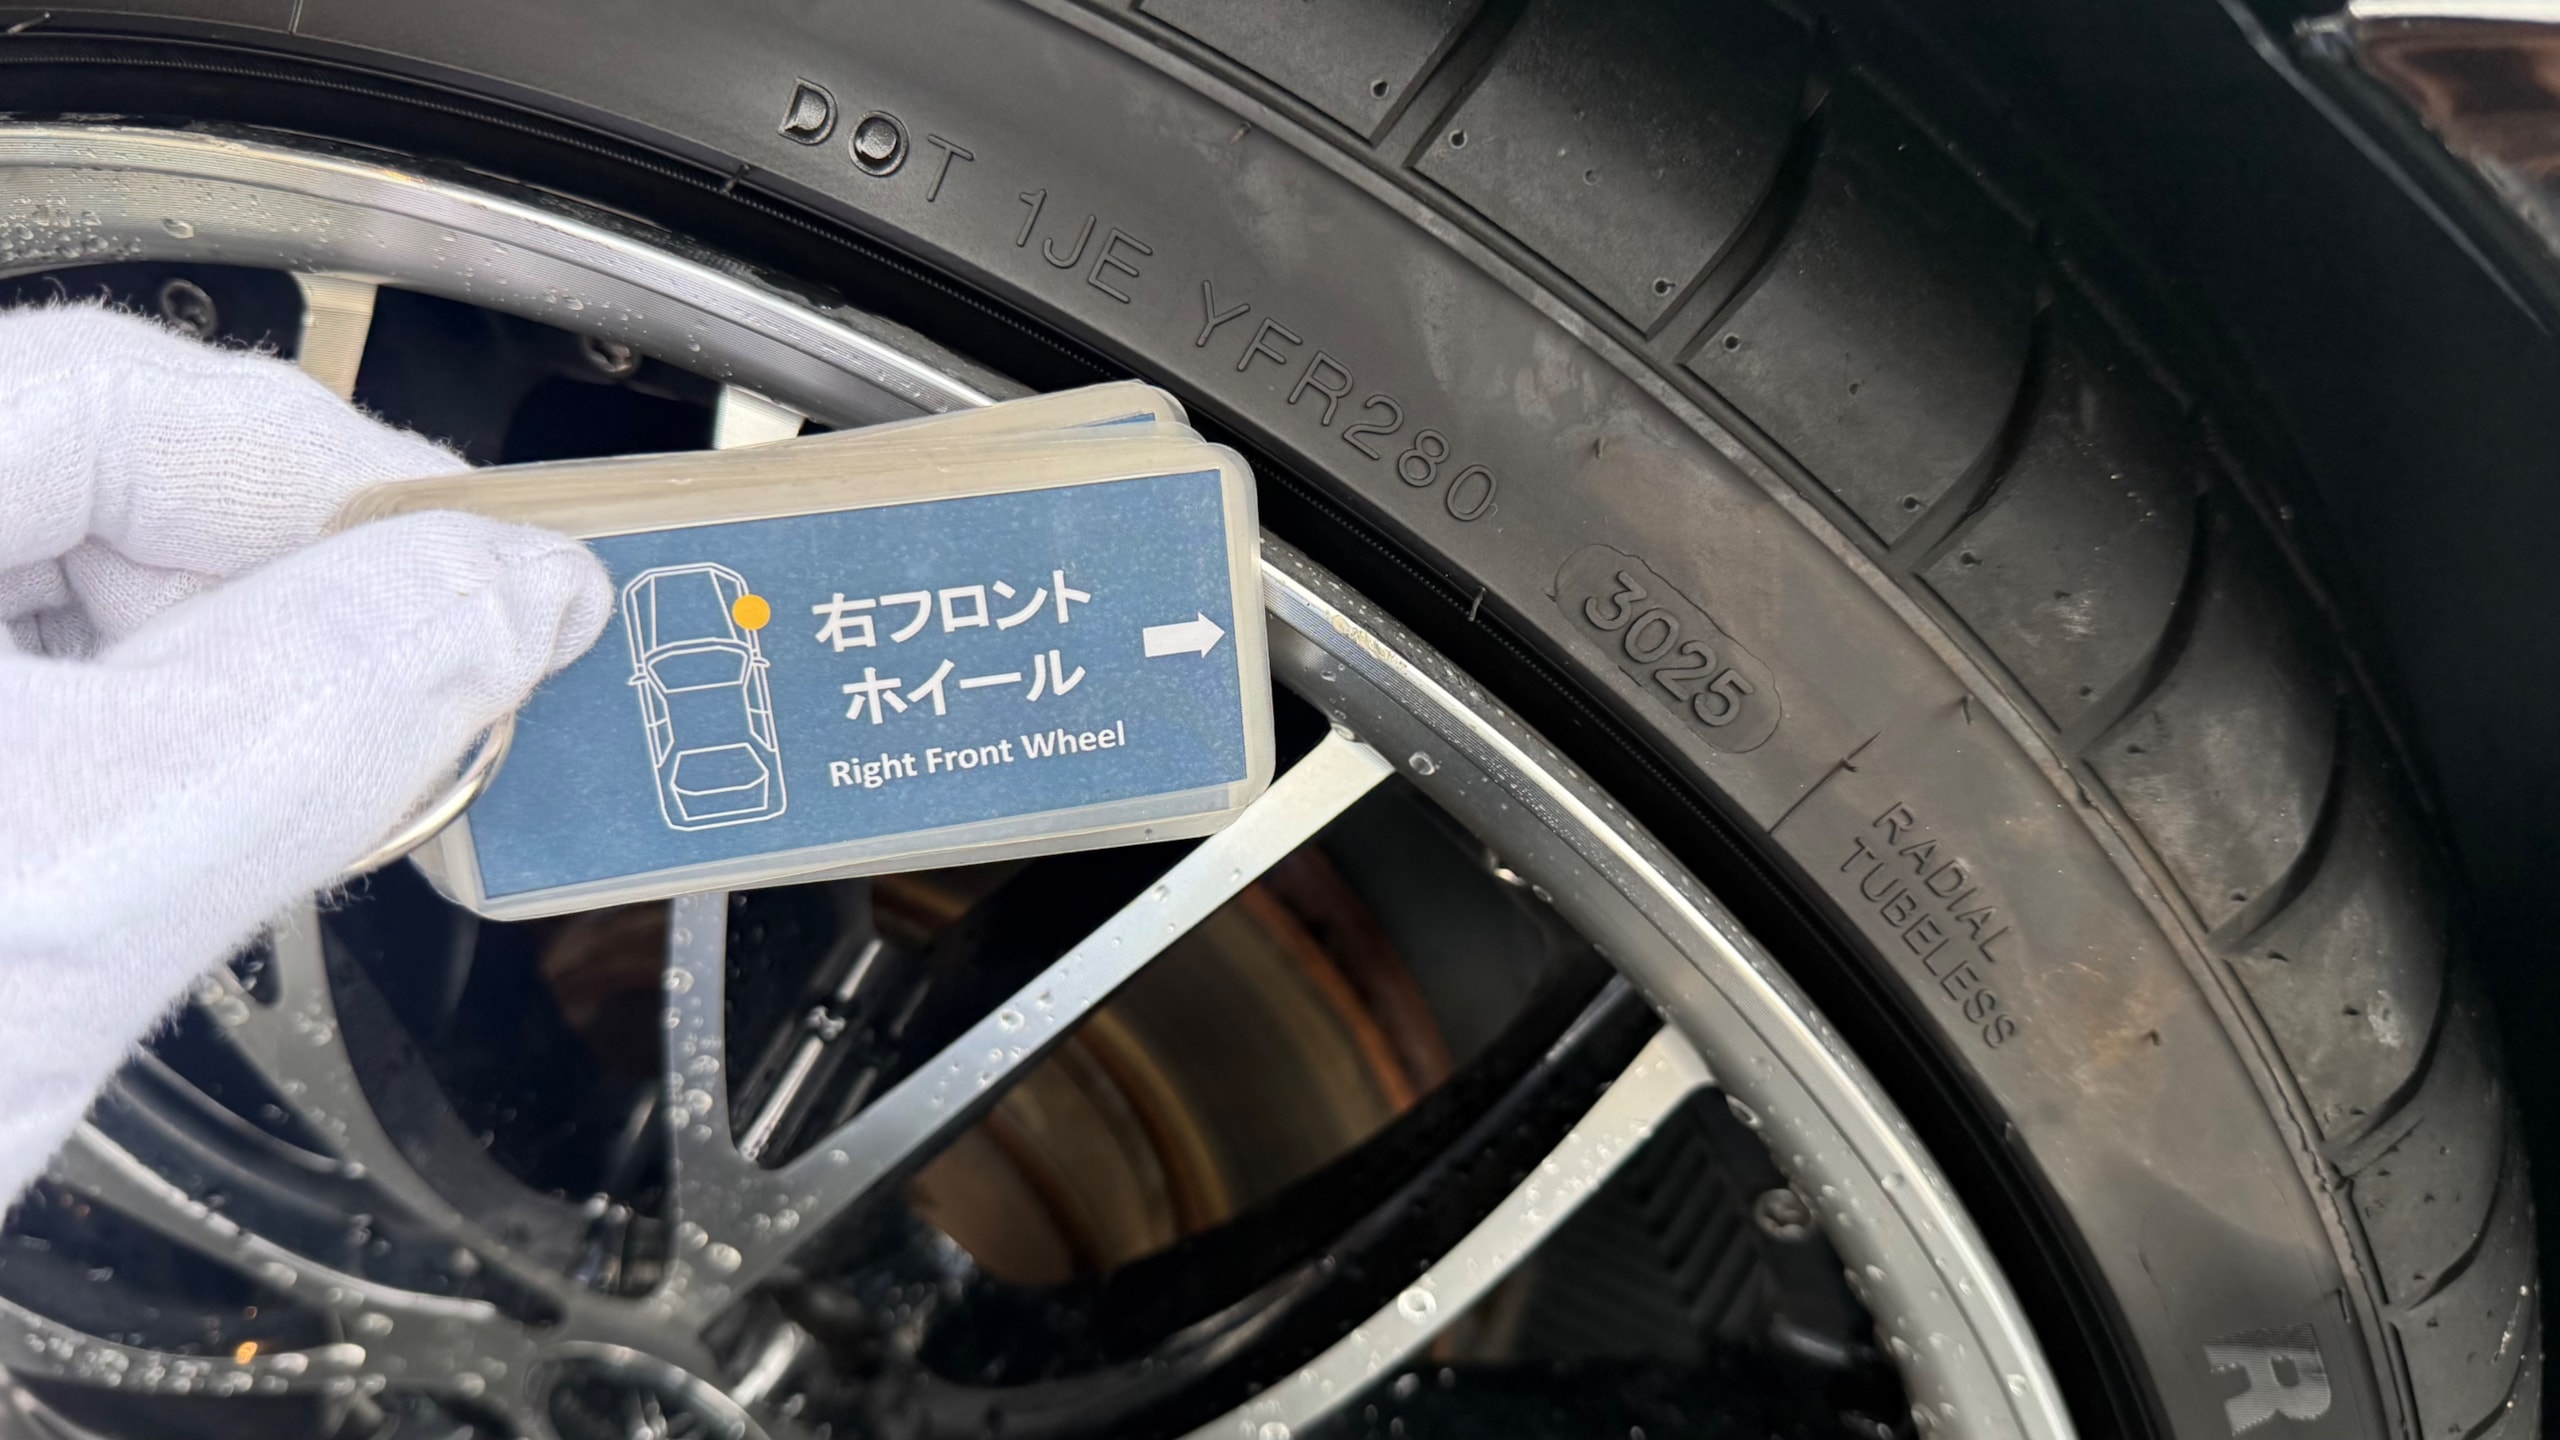 DOT 1JE YFR280 3025
RADIAL
TUBELESS
右フロント
ホイール
Right Front Wheel
R